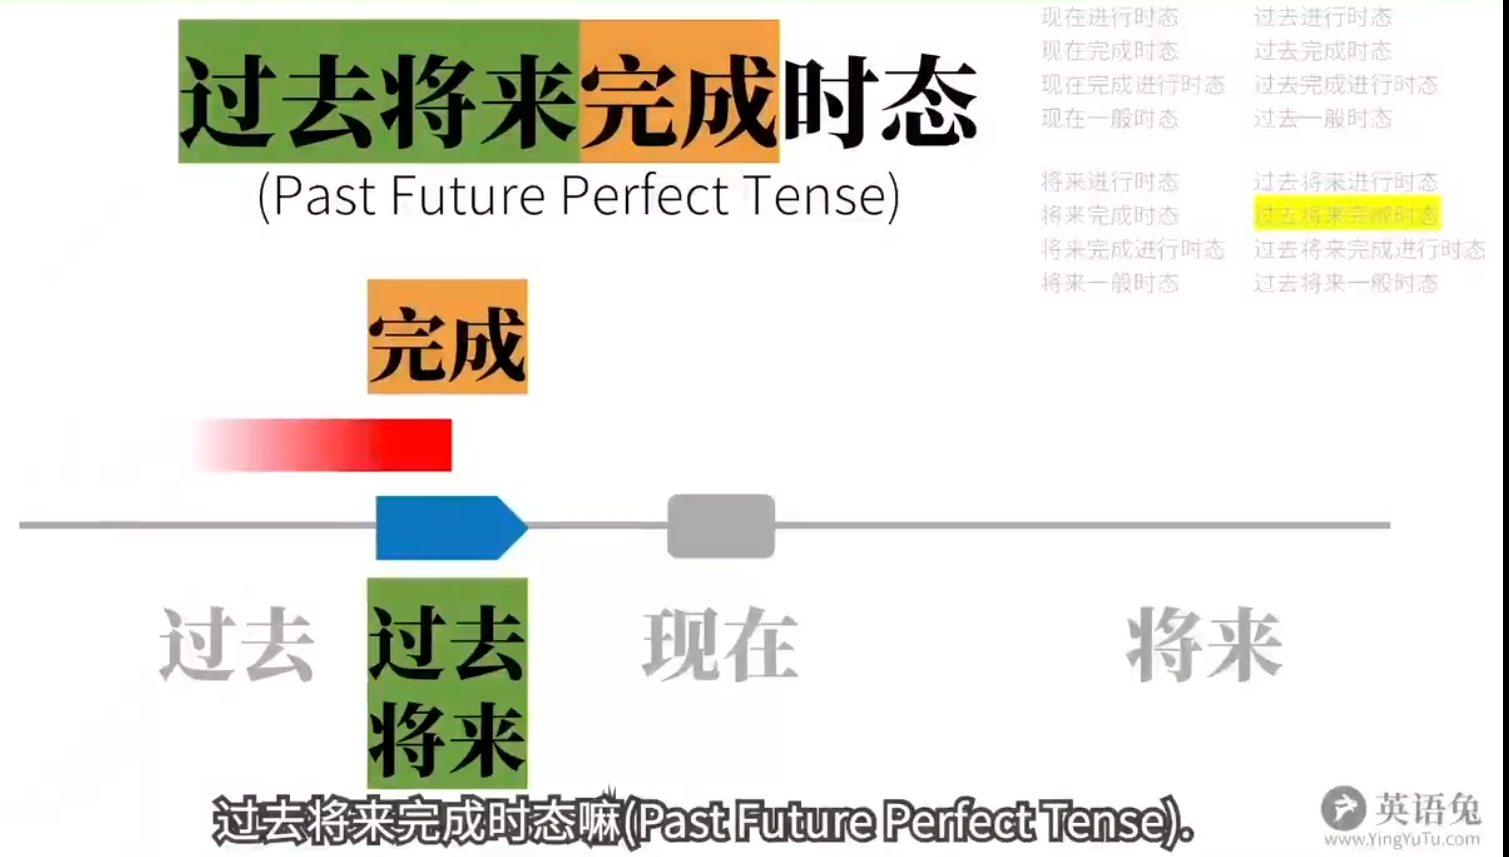 过去将来完成时态
(Past Future Perfect Tense)
现在进行时态
过去进行时态
现在完成时态
过去完成时态
现在完成进行时态
过去完成进行时态
现在一般时态
过去一般时态
将来进行时态
过去将来进行时态
将来完成时态
过去将来完成时态
将来完成进行时态
过去将来完成进行时态
将来一般时态
过去将来一般时态
完成
过去
过去
将来
现在
将来
过去将来完成时态嘛(Past Future Perfect Tense).
英语兔
www.YingYuTu.com